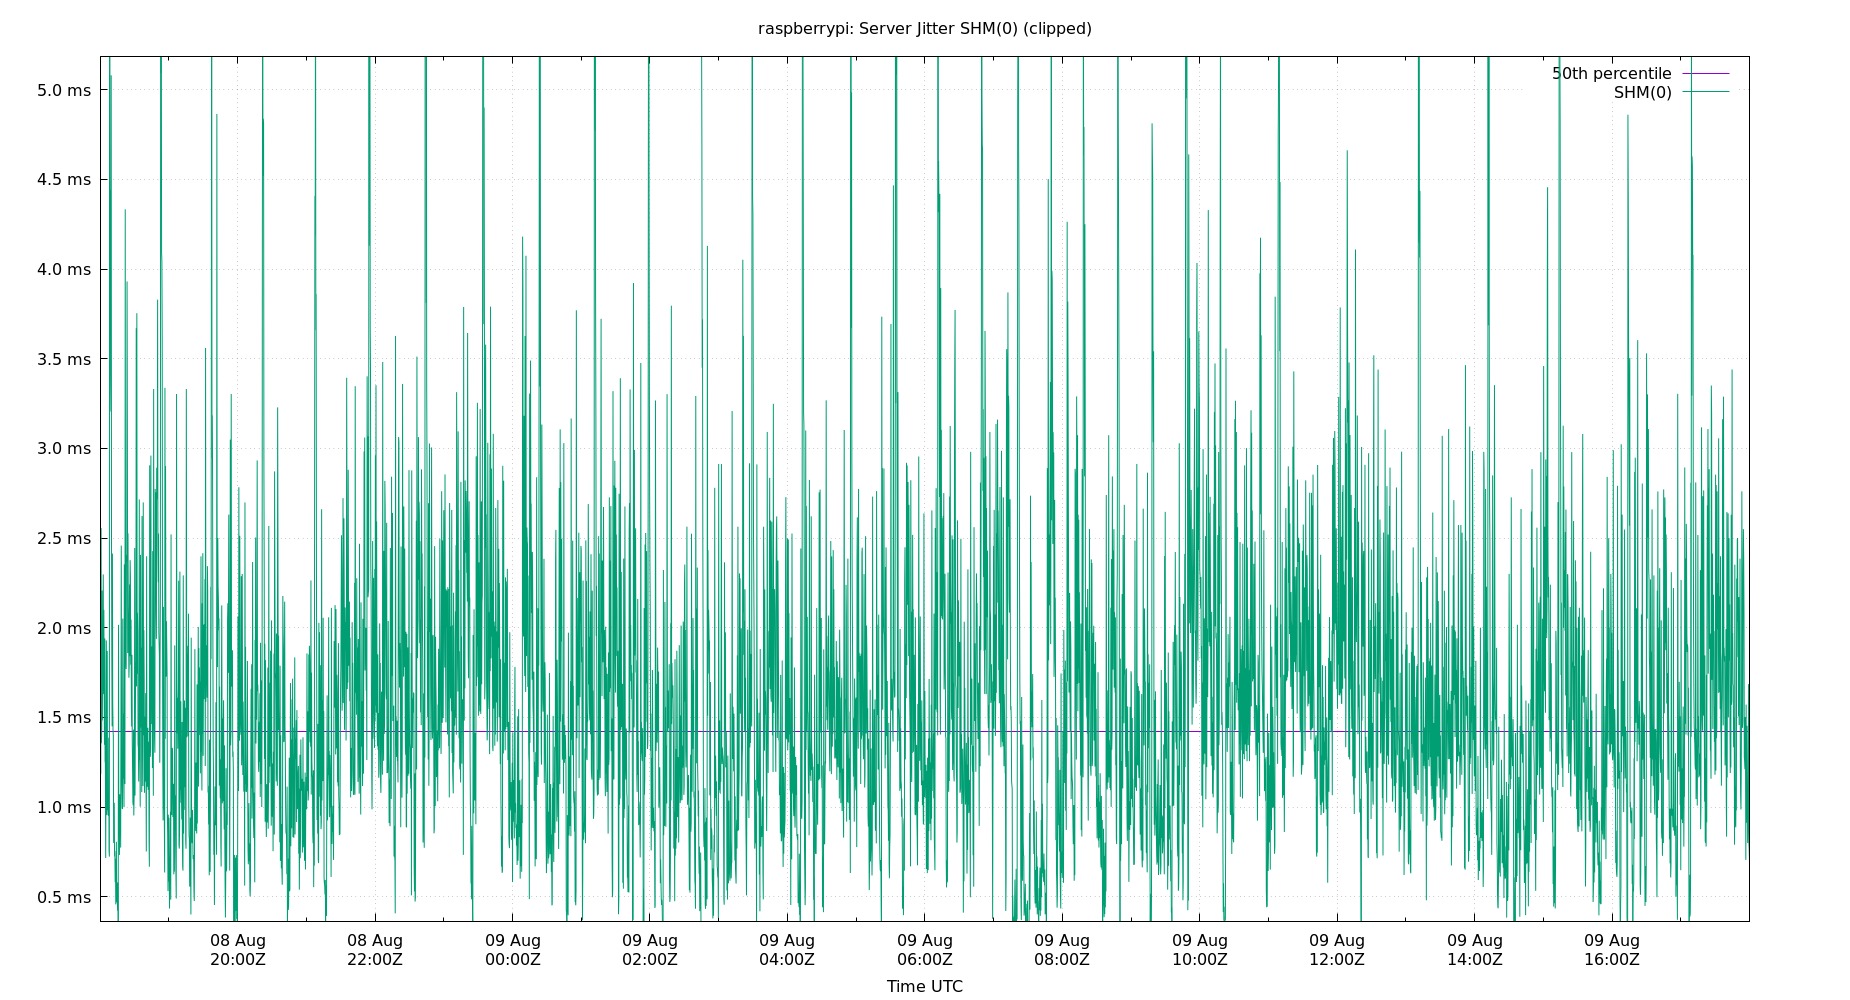 raspberrypi: Server Jitter SHM(0) (clipped)
50th percentile
SHM(0)
5.0 ms
4.5 ms
4.0 ms
3.5 ms
3.0 ms
2.5 ms
2.0 ms
1.5 ms
1.0 ms
0.5 ms
08 Aug 08 Aug 09 Aug 09 Aug 09 Aug 09 Aug 09 Aug 09 Aug 09 Aug 09 Aug 09 Aug
20:00Z 22:00Z 00:00Z 02:00Z 04:00Z 06:00Z 08:00Z 10:00Z 12:00Z 14:00Z 16:00Z
Time UTC